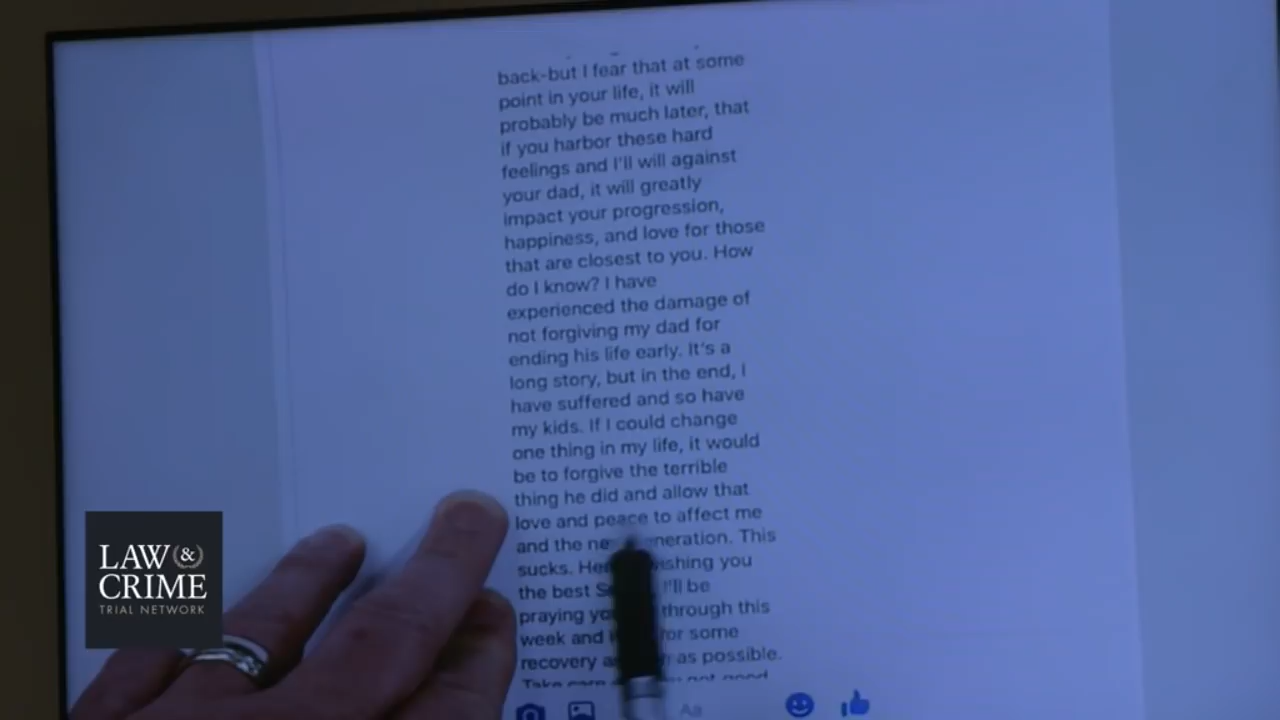 back-but I fear that at some
point in your life, it will
probably be much later, that
if you harbor these hard
feelings and I'll will against
your dad, it will greatly
impact your progression,
happiness, and love for those
that are closest to you. How
do I know? I have
experienced the damage of
not forgiving my dad for
ending his life early. It's a
long story, but in the end, I
have suffered and so have
my kids. If I could change
one thing in my life, it would
be to forgive the terrible
thing he did and allow that
love and peace to affect me
and the This
sucks. you
the best I'll be
praying through this
week and some
recovery as possible.
Take
Aa
LAW &
CRIME
TRIAL NETWORK